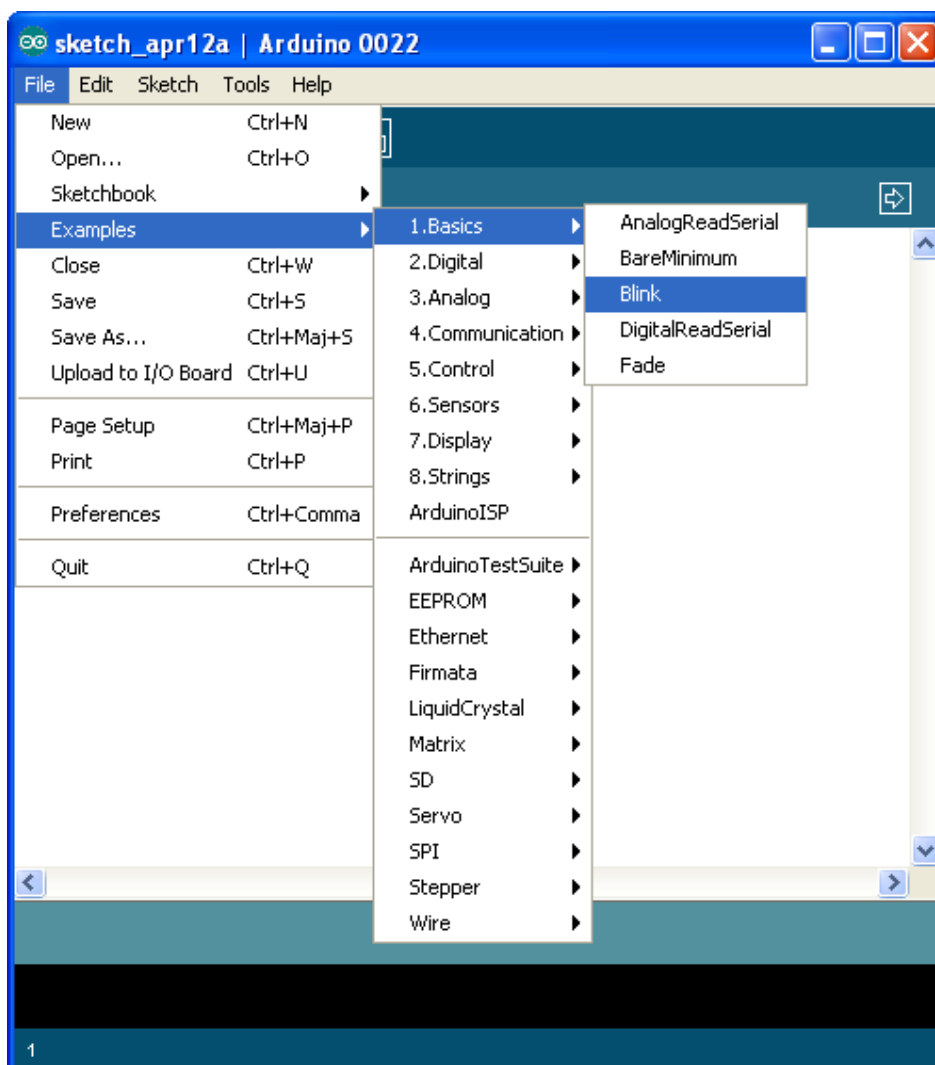 sketch_apr12a | Arduino 0022
File Edit Sketch Tools Help
New Ctrl+N
Open... Ctrl+O
Sketchbook
Examples
Close Ctrl+W
Save Ctrl+S
Save As... Ctrl+Maj+S
Upload to I/O Board Ctrl+U
Page Setup Ctrl+Maj+P
Print Ctrl+P
Preferences Ctrl+Comma
Quit Ctrl+Q
1.Basics
2.Digital
3.Analog
4.Communication
5.Control
6.Sensors
7.Display
8.Strings
ArduinoISP
ArduinoTestSuite
EEPROM
Ethernet
Firmata
LiquidCrystal
Matrix
SD
Servo
SPI
Stepper
Wire
AnalogReadSerial
BareMinimum
Blink
DigitalReadSerial
Fade
1